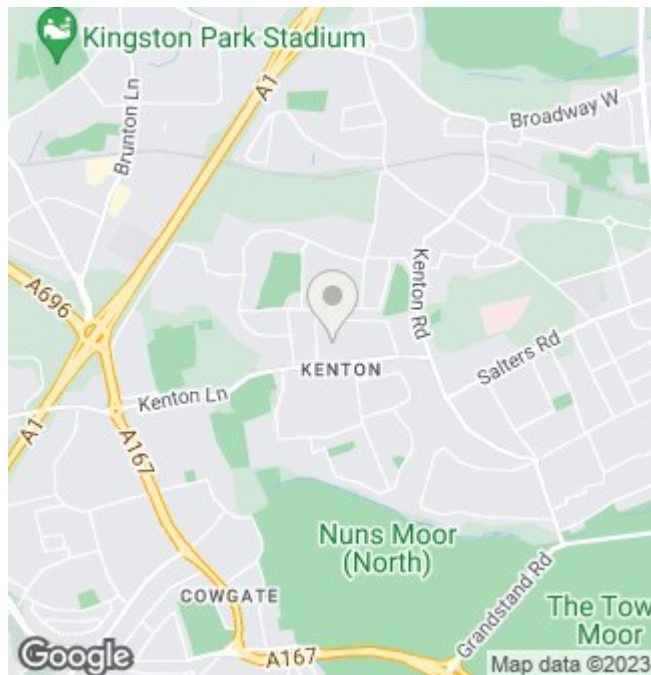 Kingston Park Stadium
A1
Broadway W
Brunton Ln
Kenton Rd
A696
Salters Rd
KENTON
Kenton Ln
A1
A167
Nuns Moor
(North)
Grandstand Rd
COWGATE
The Tow
Moor
A167
Google
Map data ©2023